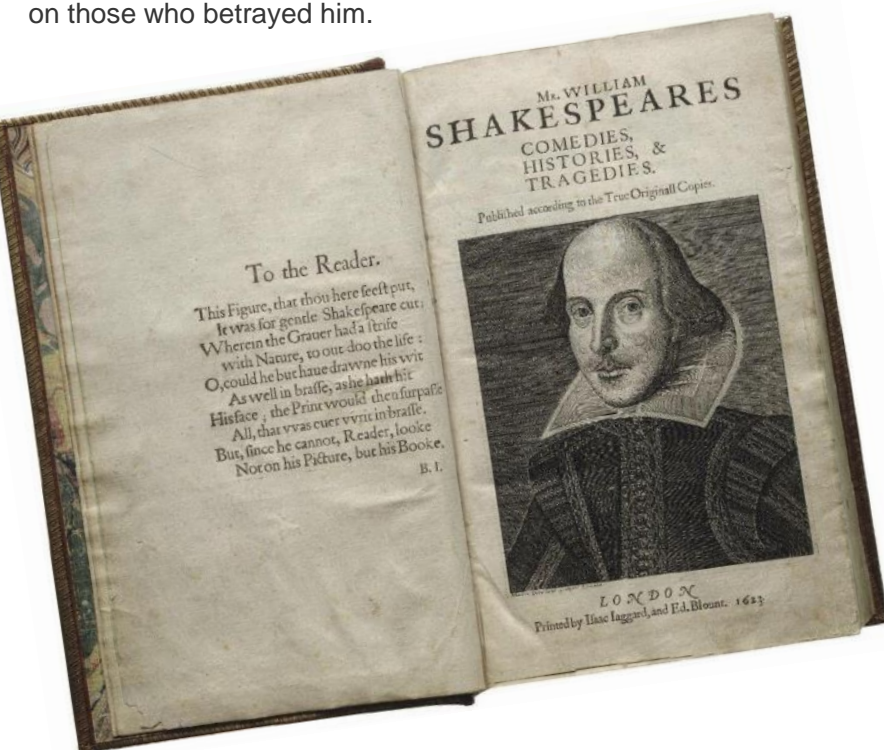 on those who betrayed him.
To the Reader.
This Figure, that thou here ſeeſt put,
It was for gentle Shakeſpeare cut;
Wherein the Grauer had a ſtrife
with Nature, to out-doo the life :
O, could he but haue drawne his wit
As well in braſſe, as he hath hit
His face ; the Print would then ſurpaſſe
All, that vvas euer vvrit in braſſe.
But, ſince he cannot, Reader, looke
Not on his Picture, but his Booke.
B. I.
Mr. WILLIAM
SHAKESPEARES
COMEDIES,
HISTORIES, &
TRAGEDIES.
Publiſhed according to the True Originall Copies.
LONDON
Printed by Iſaac Iaggard, and Ed. Blount. 1623.